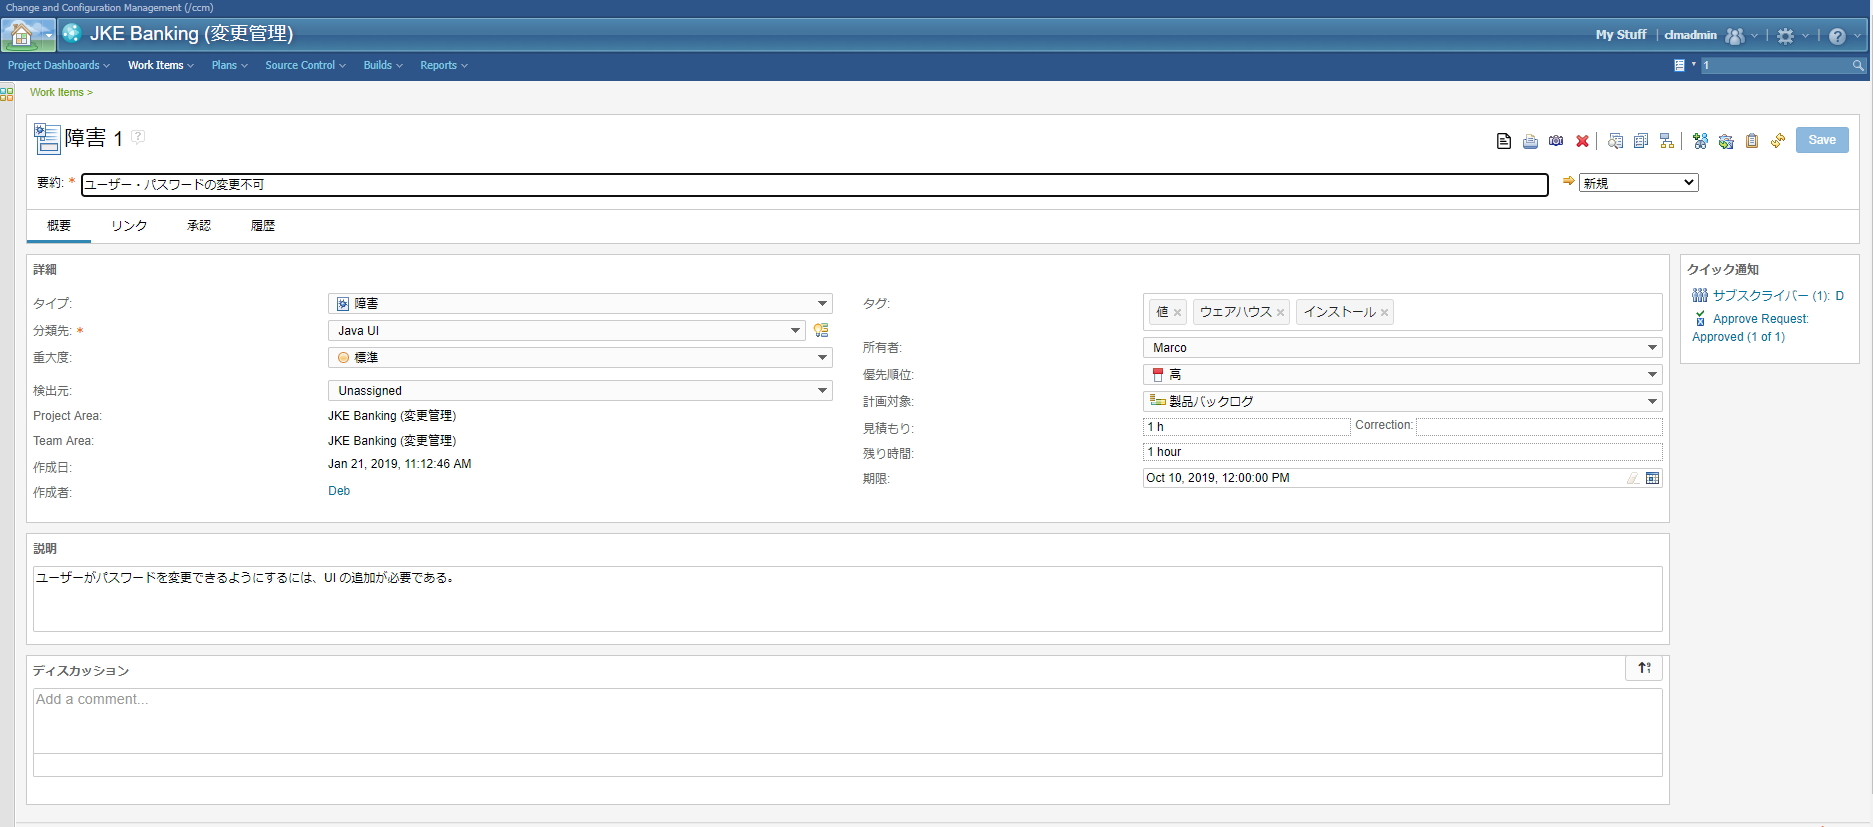 Change and Configuration Management (/ccm)
JKE Banking (変更管理)
My Stuff | clmadmin
Project Dashboards Work Items Plans Source Control Builds Reports
1
Work Items >
障害 1 ?
Save
要約: * ユーザー・パスワードの変更不可
新規
概要 リンク 承認 履歴
詳細
タイプ: 障害
分類先: * Java UI
重大度: 標準
検出元: Unassigned
Project Area: JKE Banking (変更管理)
Team Area: JKE Banking (変更管理)
作成日: Jan 21, 2019, 11:12:46 AM
作成者: Deb
タグ: 値 × ウェアハウス × インストール ×
所有者: Marco
優先順位: 高
計画対象: 製品バックログ
見積もり: 1 h Correction:
残り時間: 1 hour
期限: Oct 10, 2019, 12:00:00 PM
クイック通知
サブスクライバー (1): D
Approve Request:
Approved (1 of 1)
説明
ユーザーがパスワードを変更できるようにするには、UI の追加が必要である。
ディスカッション
Add a comment...